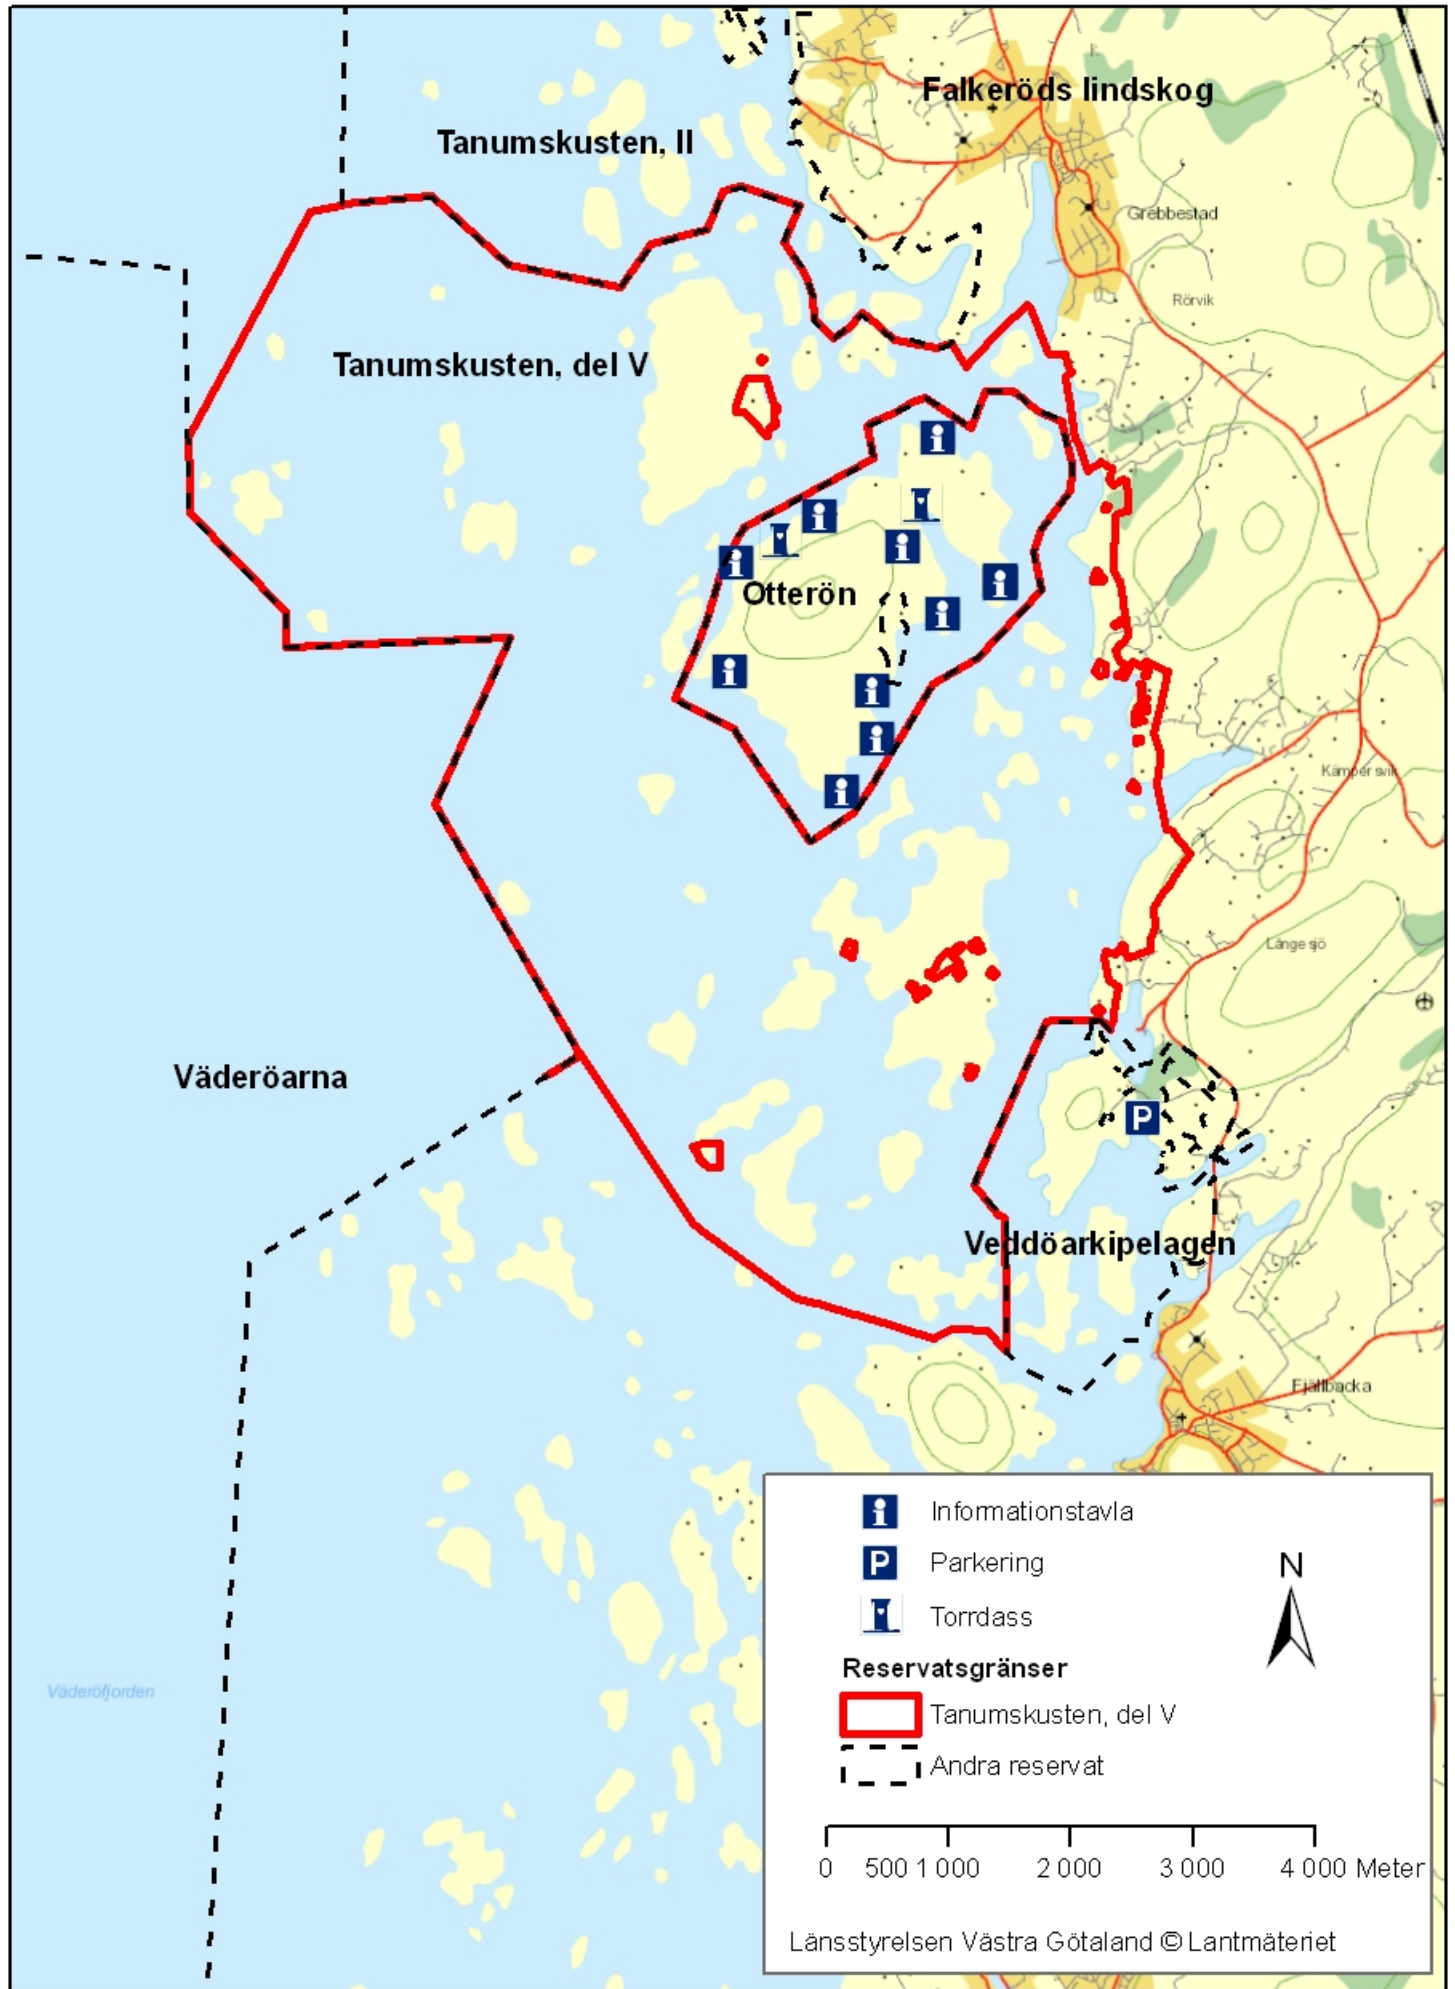 Falkeröds lindskog
Tanumskusten, II
Grebbestad
Rörvik
Tanumskusten, del V
Otterön
Kämpersvik
Långesjö
Väderöarna
P
Veddöarkipelagen
Fjällbacka
Väderöfjorden
i Informationstavla
P Parkering
Torrdass
N
Reservatsgränser
Tanumskusten, del V
Andra reservat
0 500 1 000 2 000 3 000 4 000 Meter
Länsstyrelsen Västra Götaland © Lantmäteriet